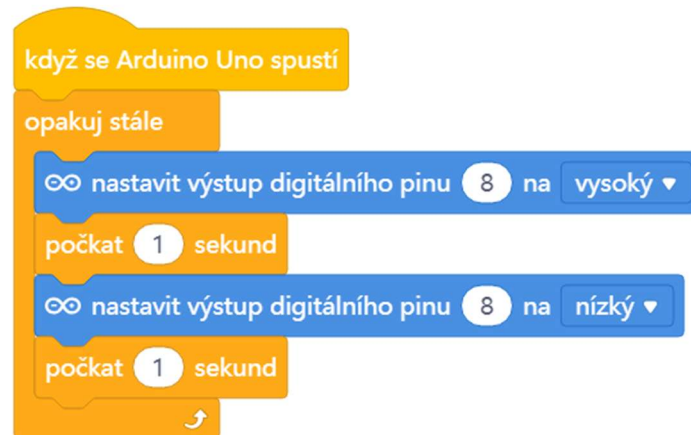 když se Arduino Uno spustí
opakuj stále
nastavit výstup digitálního pinu 8 na vysoký
počkat 1 sekund
nastavit výstup digitálního pinu 8 na nízký
počkat 1 sekund